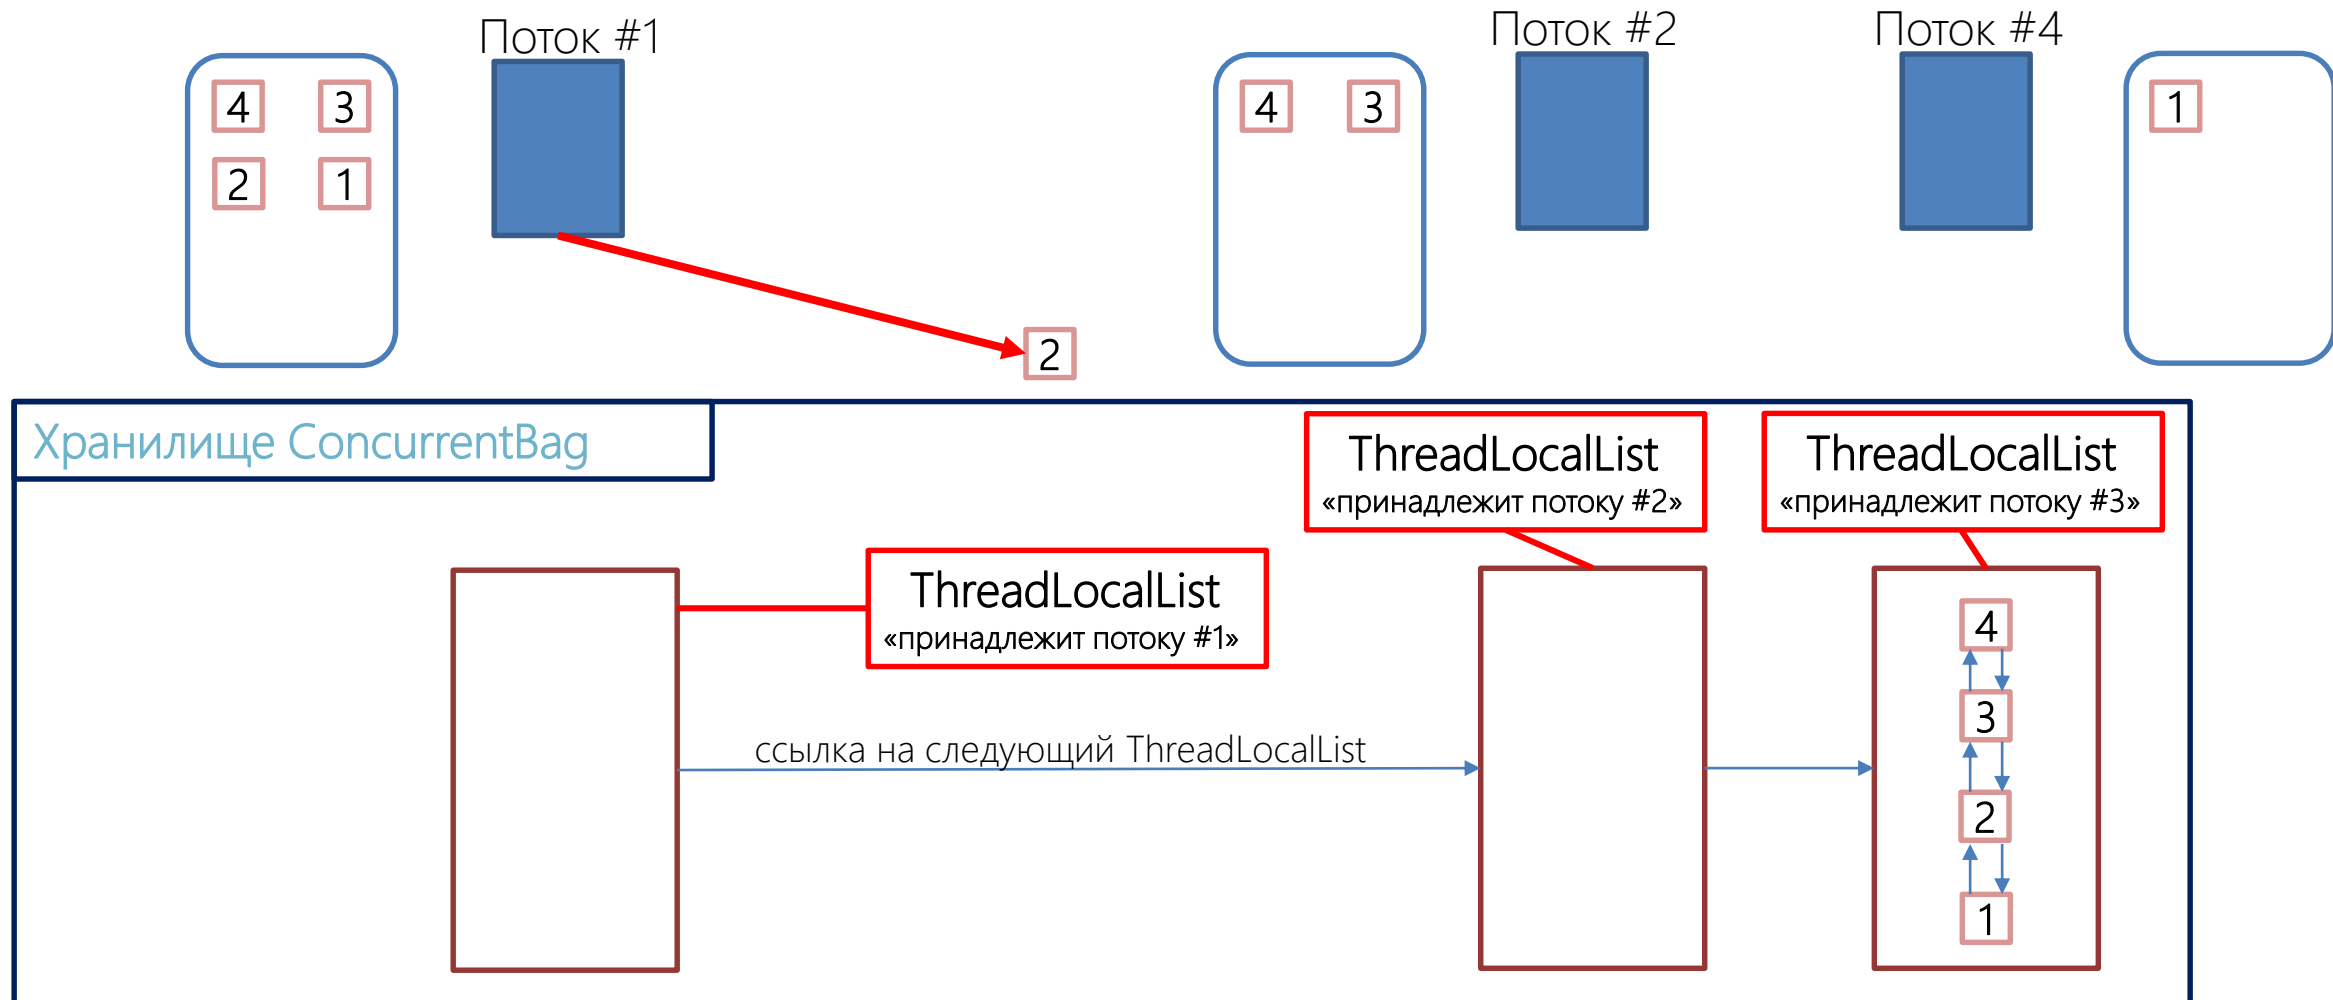 Поток #1
Поток #2
Поток #4
4 3
2 1
4 3
1
2
Хранилище ConcurrentBag
ThreadLocalList
«принадлежит потоку #2»
ThreadLocalList
«принадлежит потоку #3»
ThreadLocalList
«принадлежит потоку #1»
ссылка на следующий ThreadLocalList
4
3
2
1